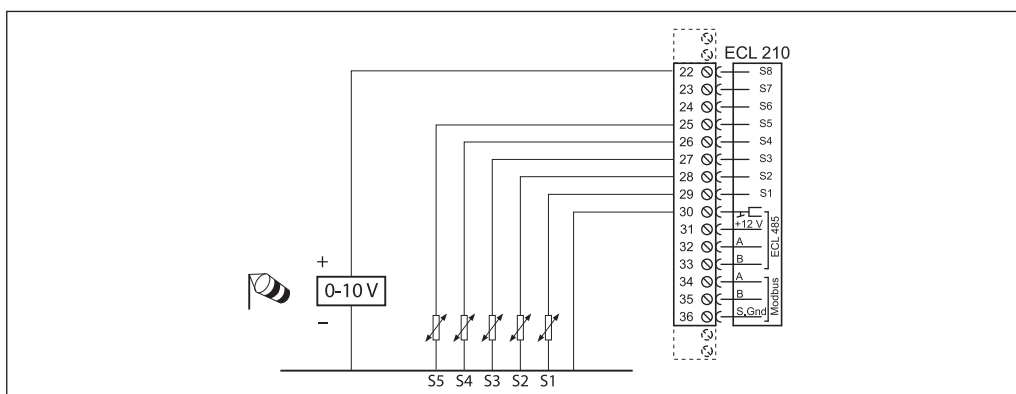 ECL 210
22 S8
23 S7
24 S6
25 S5
26 S4
27 S3
28 S2
29 S1
30
31 +12 V
32 A
33 B
ECL 485
34 A
35 B
36 S.Gnd
Modbus
+
0-10 V
−
S5 S4 S3 S2 S1